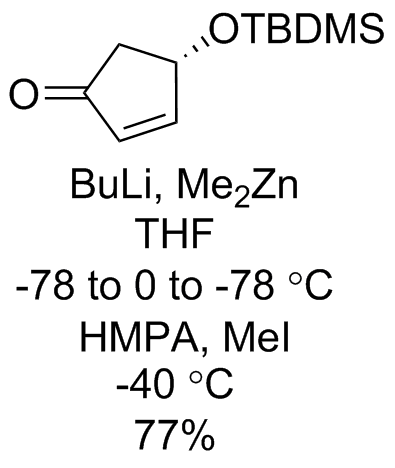 OTBDMS
O
BuLi, Me₂Zn
THF
-78 to 0 to -78 °C
HMPA, MeI
-40 °C
77%